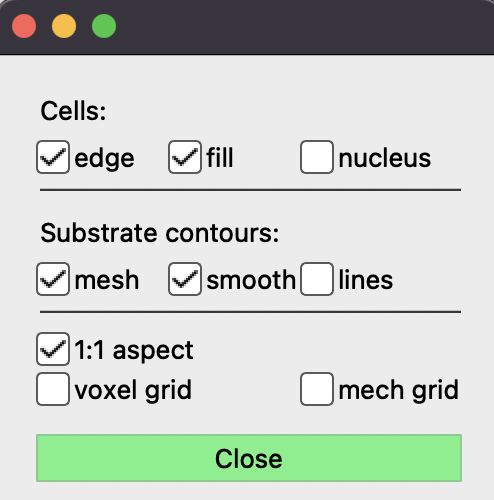 Cells:
edge fill nucleus
Substrate contours:
mesh smooth lines
1:1 aspect
voxel grid mech grid
Close